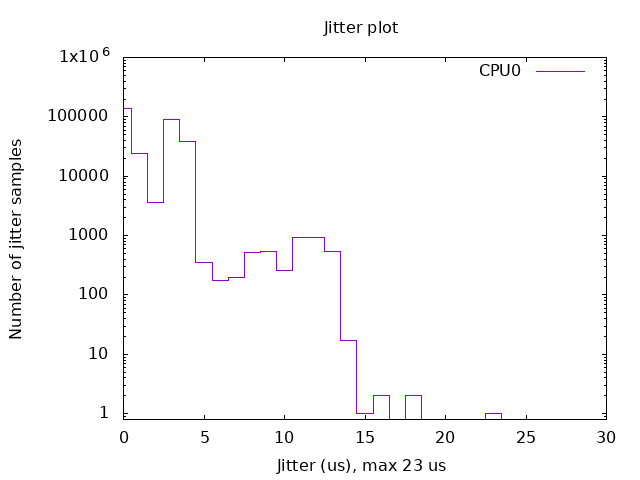 Jitter plot
1x10^6
100000
10000
1000
100
10
1
Number of jitter samples
CPU0
0 5 10 15 20 25 30
Jitter (us), max 23 us